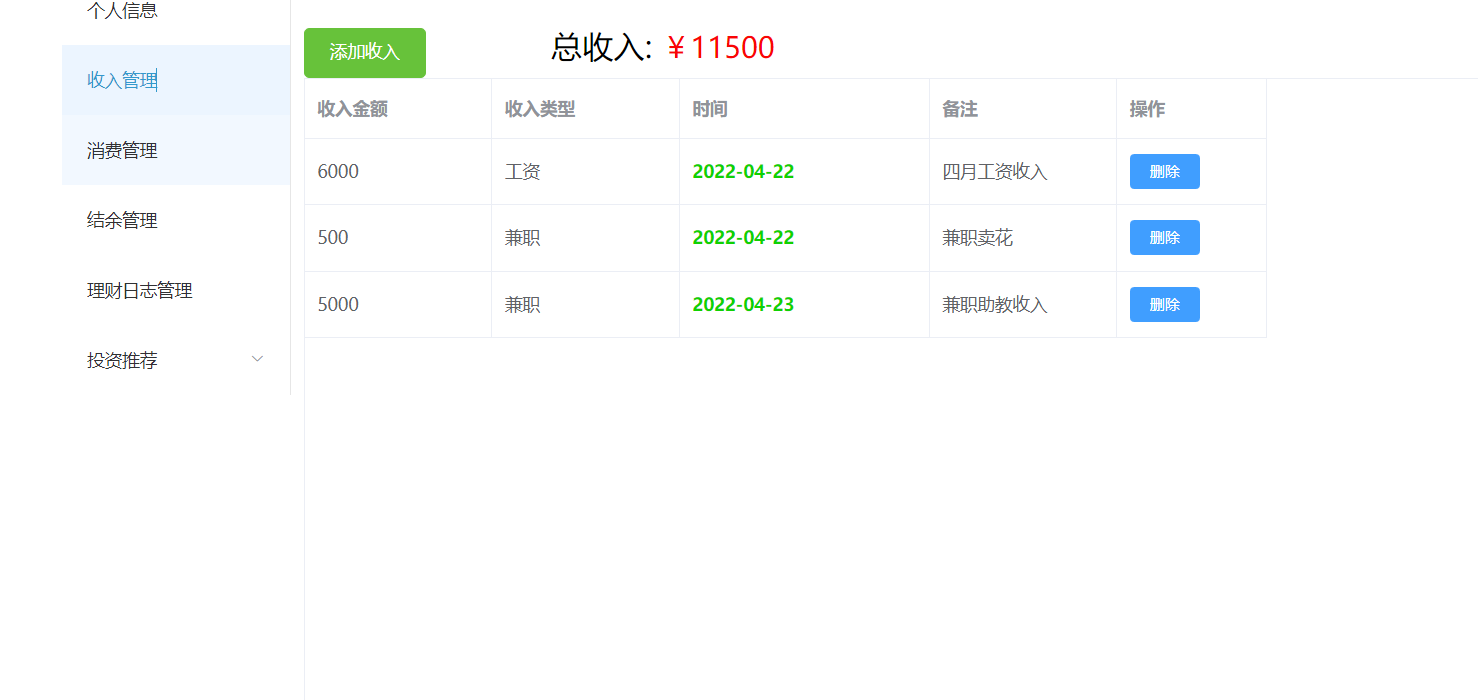 个人信息
收入管理
消费管理
结余管理
理财日志管理
投资推荐
添加收入
总收入: ￥11500
收入金额 收入类型 时间 备注 操作
6000 工资 2022-04-22 四月工资收入 删除
500 兼职 2022-04-22 兼职卖花 删除
5000 兼职 2022-04-23 兼职助教收入 删除